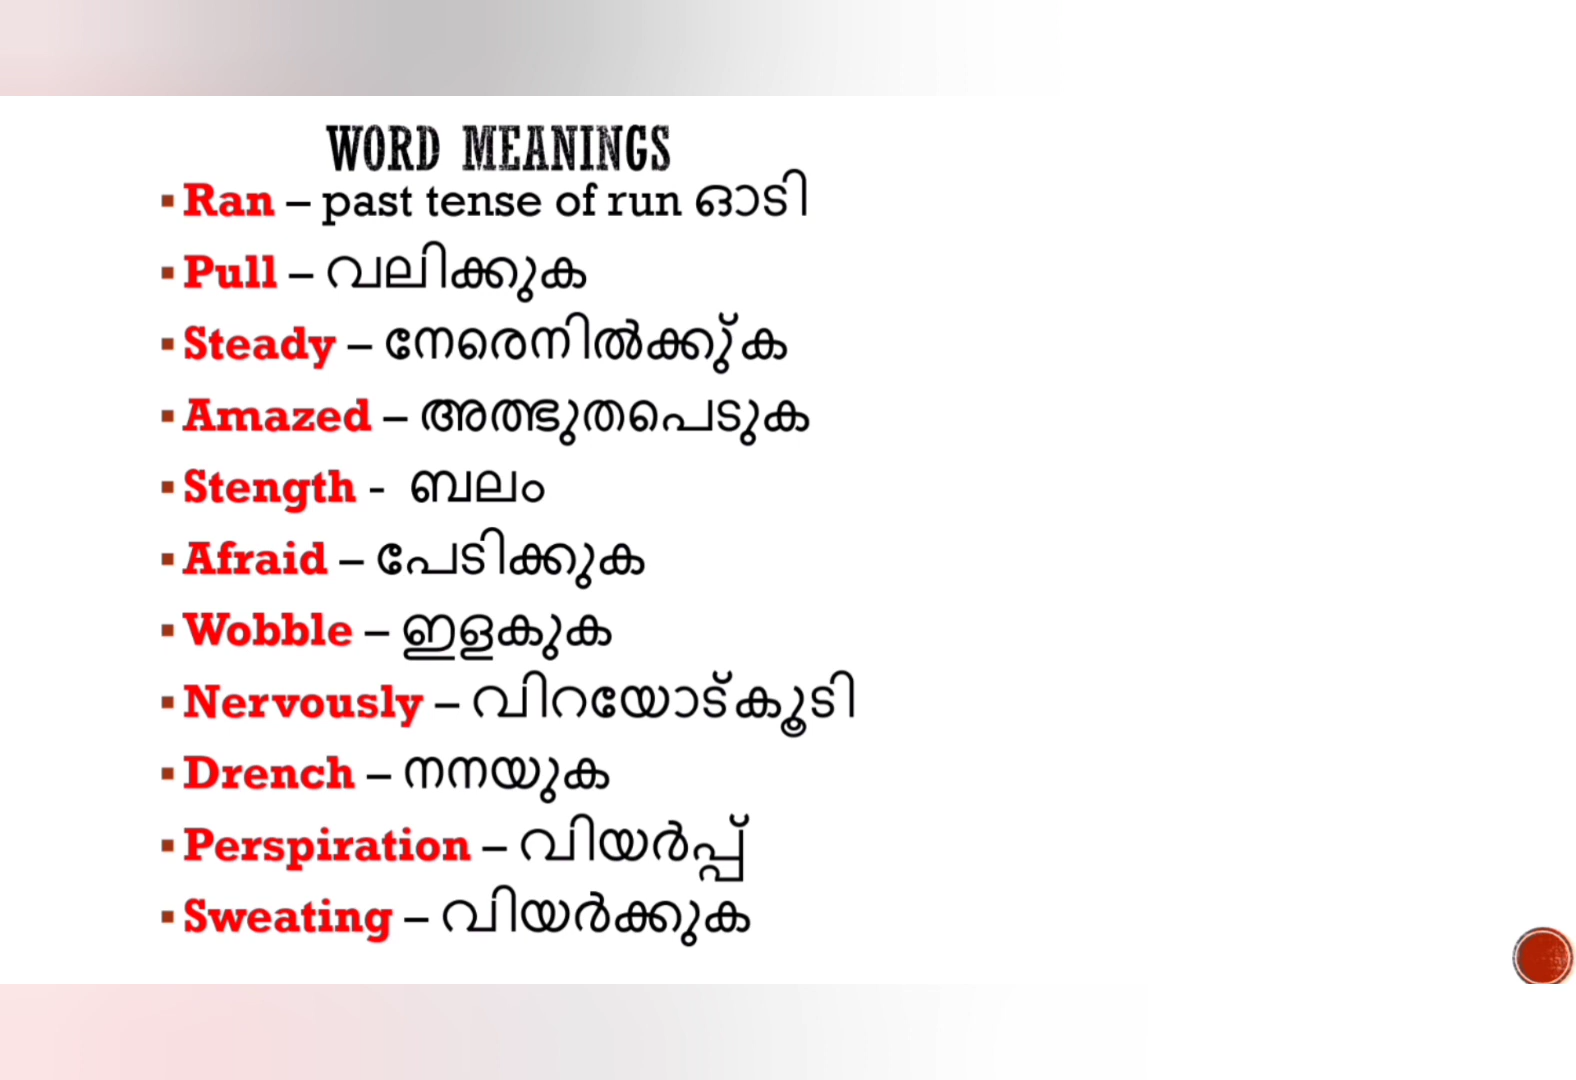 WORD MEANINGS
▪ Ran – past tense of run ഓടി
▪ Pull – വലിക്കുക
▪ Steady – നേരെനിൽക്കു്ക
▪ Amazed – അത്ഭുതപെടുക
▪ Stength - ബലം
▪ Afraid – പേടിക്കുക
▪ Wobble – ഇളകുക
▪ Nervously – വിറയോട്കൂടി
▪ Drench – നനയുക
▪ Perspiration – വിയർപ്പ്
▪ Sweating – വിയർക്കുക